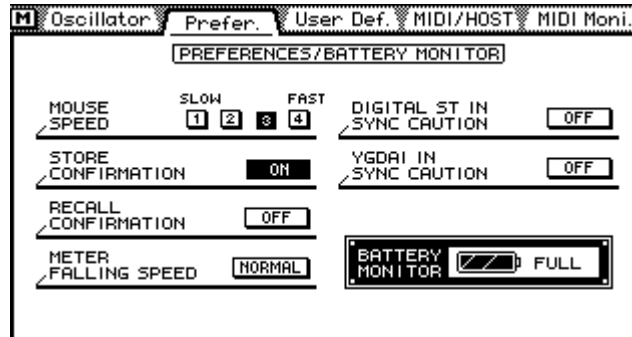 M Oscillator Prefer. User Def. MIDI/HOST MIDI Moni.
PREFERENCES/BATTERY MONITOR
SLOW FAST
MOUSE SPEED 1 2 3 4
DIGITAL ST IN
SYNC CAUTION OFF
STORE
CONFIRMATION ON
YGDAI IN
SYNC CAUTION OFF
RECALL
CONFIRMATION OFF
METER
FALLING SPEED NORMAL
BATTERY
MONITOR FULL